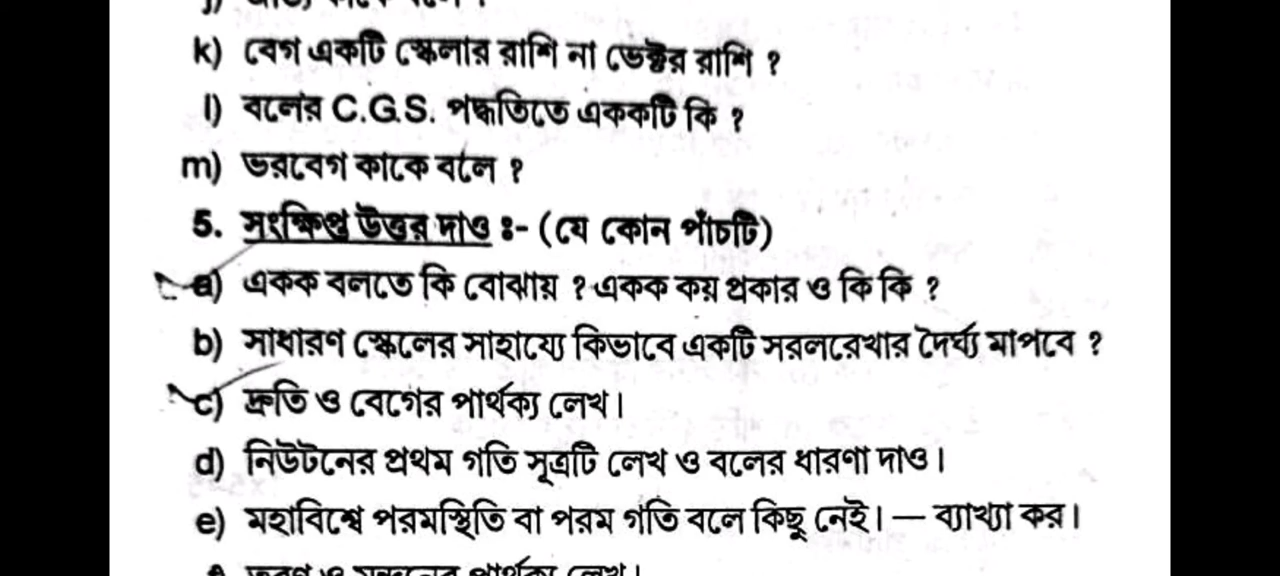 k) বেগ একটি স্কেলার রাশি না ভেক্টর রাশি ?
l) বলের C.G.S. পদ্ধতিতে এককটি কি ?
m) ভরবেগ কাকে বলে ?
5. সংক্ষিপ্ত উত্তর দাও ঃ- (যে কোন পাঁচটি)
a) একক বলতে কি বোঝায় ? একক কয় প্রকার ও কি কি ?
b) সাধারণ স্কেলের সাহায্যে কিভাবে একটি সরলরেখার দৈর্ঘ্য মাপবে ?
c) দ্রুতি ও বেগের পার্থক্য লেখ।
d) নিউটনের প্রথম গতি সূত্রটি লেখ ও বলের ধারণা দাও।
e) মহাবিশ্বে পরমস্থিতি বা পরম গতি বলে কিছু নেই। — ব্যাখ্যা কর।
ও পার্থক্য লেখ।